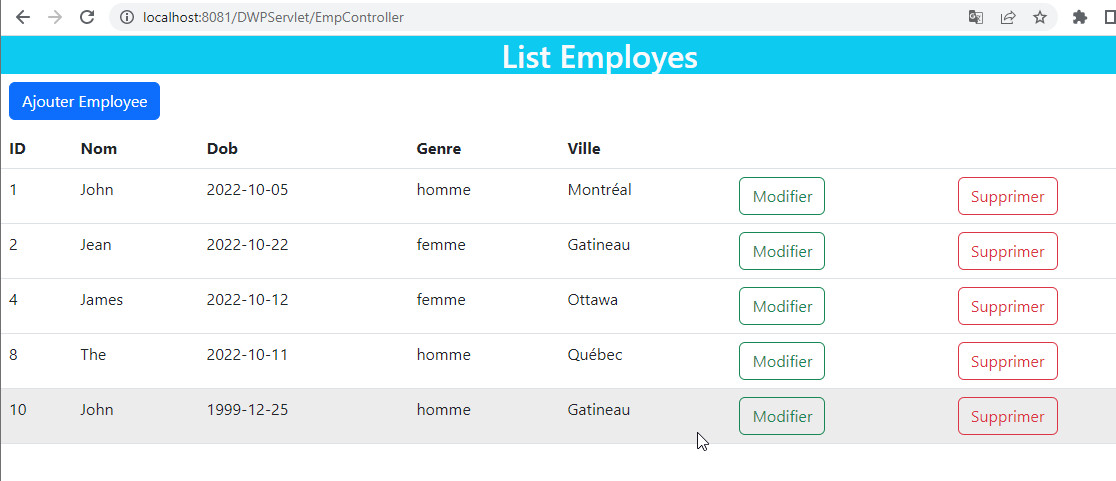 localhost:8081/DWPServlet/EmpController
List Employes
Ajouter Employee
ID Nom Dob Genre Ville
1 John 2022-10-05 homme Montréal Modifier Supprimer
2 Jean 2022-10-22 femme Gatineau Modifier Supprimer
4 James 2022-10-12 femme Ottawa Modifier Supprimer
8 The 2022-10-11 homme Québec Modifier Supprimer
10 John 1999-12-25 homme Gatineau Modifier Supprimer